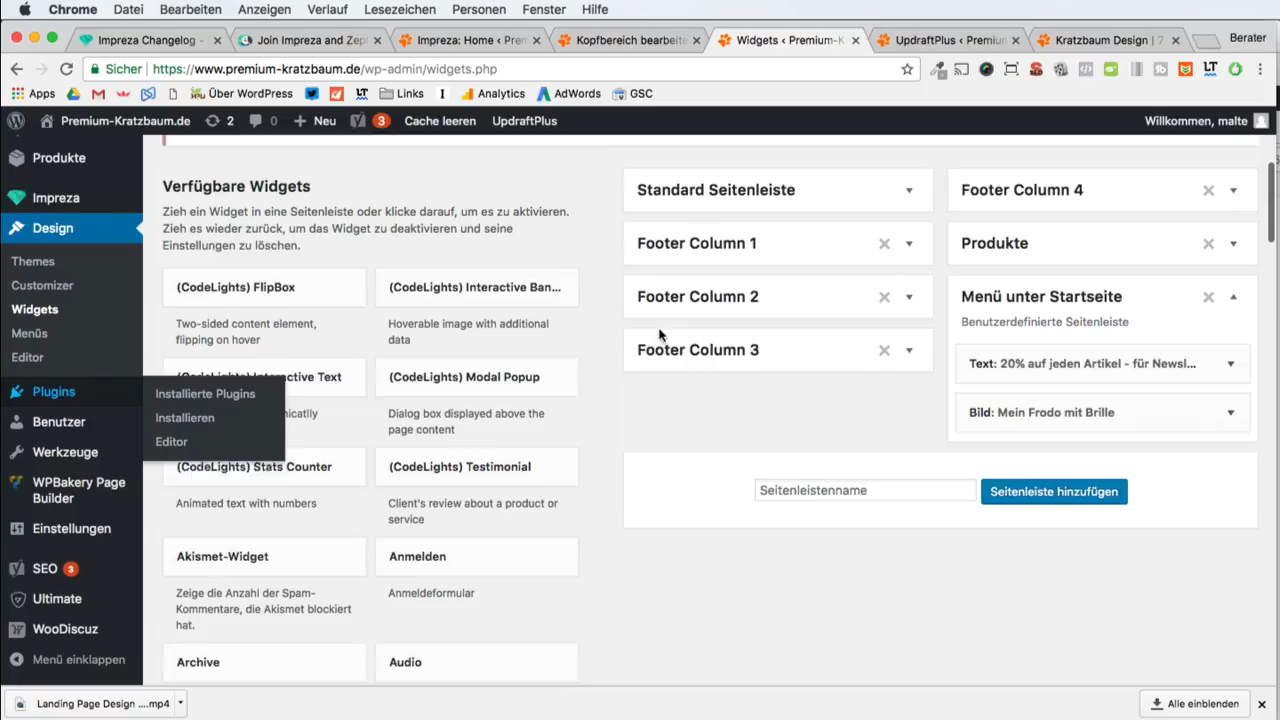 Chrome Datei Bearbeiten Anzeigen Verlauf Lesezeichen Personen Fenster Hilfe
Impreza Changelog - Join Impreza and Zep Impreza: Home ‹ Prem Kopfbereich bearbeite Widgets ‹ Premium-K UpdraftPlus ‹ Premium Kratzbaum Design | 7 Berater
Sicher https://www.premium-kratzbaum.de/wp-admin/widgets.php
Apps Über WordPress LT Links I Analytics AdWords GSC
Premium-Kratzbaum.de 2 0 Neu 3 Cache leeren UpdraftPlus Willkommen, malte
Produkte
Impreza
Design
Themes
Customizer
Widgets
Menüs
Editor
Plugins
Installierte Plugins
Installieren
Editor
Benutzer
Werkzeuge
WPBakery Page
Builder
Einstellungen
SEO 3
Ultimate
WooDiscuz
Menü einklappen
Verfügbare Widgets
Zieh ein Widget in eine Seitenleiste oder klicke darauf, um es zu aktivieren.
Zieh es wieder zurück, um das Widget zu deaktivieren und seine
Einstellungen zu löschen.
(CodeLights) FlipBox
Two-sided content element,
flipping on hover
(CodeLights) Interactive Ban...
Hoverable image with additional
data
(CodeLights) Interactive Text
(CodeLights) Modal Popup
Dialog box displayed above the
page content
(CodeLights) Stats Counter
Animated text with numbers
(CodeLights) Testimonial
Client's review about a product or
service
Akismet-Widget
Zeige die Anzahl der Spam-
Kommentare, die Akismet blockiert
hat.
Anmelden
Anmeldeformular
Archive
Audio
Standard Seitenleiste
Footer Column 1
Footer Column 2
Footer Column 3
Footer Column 4
Produkte
Menü unter Startseite
Benutzerdefinierte Seitenleiste
Text: 20% auf jeden Artikel - für Newsl...
Bild: Mein Frodo mit Brille
Seitenleistenname
Seitenleiste hinzufügen
Landing Page Design ....mp4
Alle einblenden